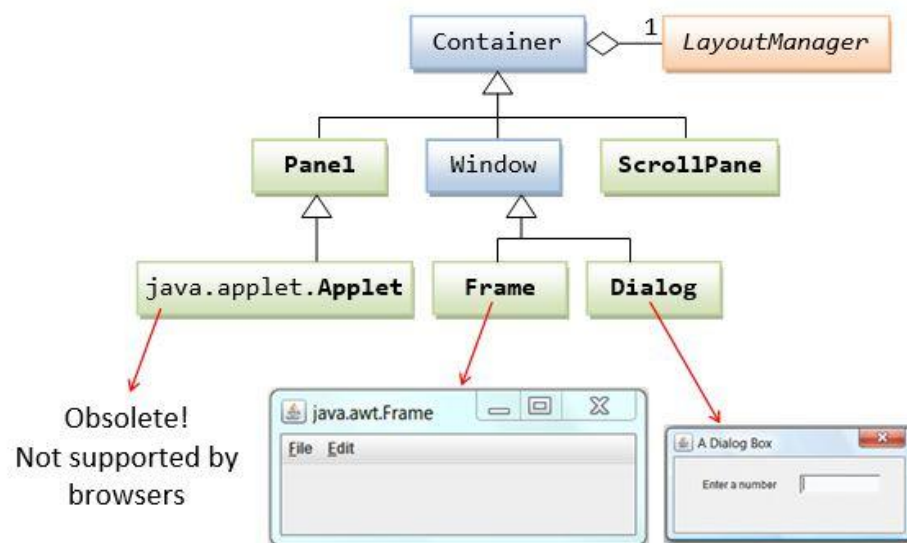 Container
1
LayoutManager
Panel
Window
ScrollPane
java.applet.Applet
Frame
Dialog
Obsolete!
Not supported by
browsers
java.awt.Frame
File Edit
A Dialog Box
Enter a number